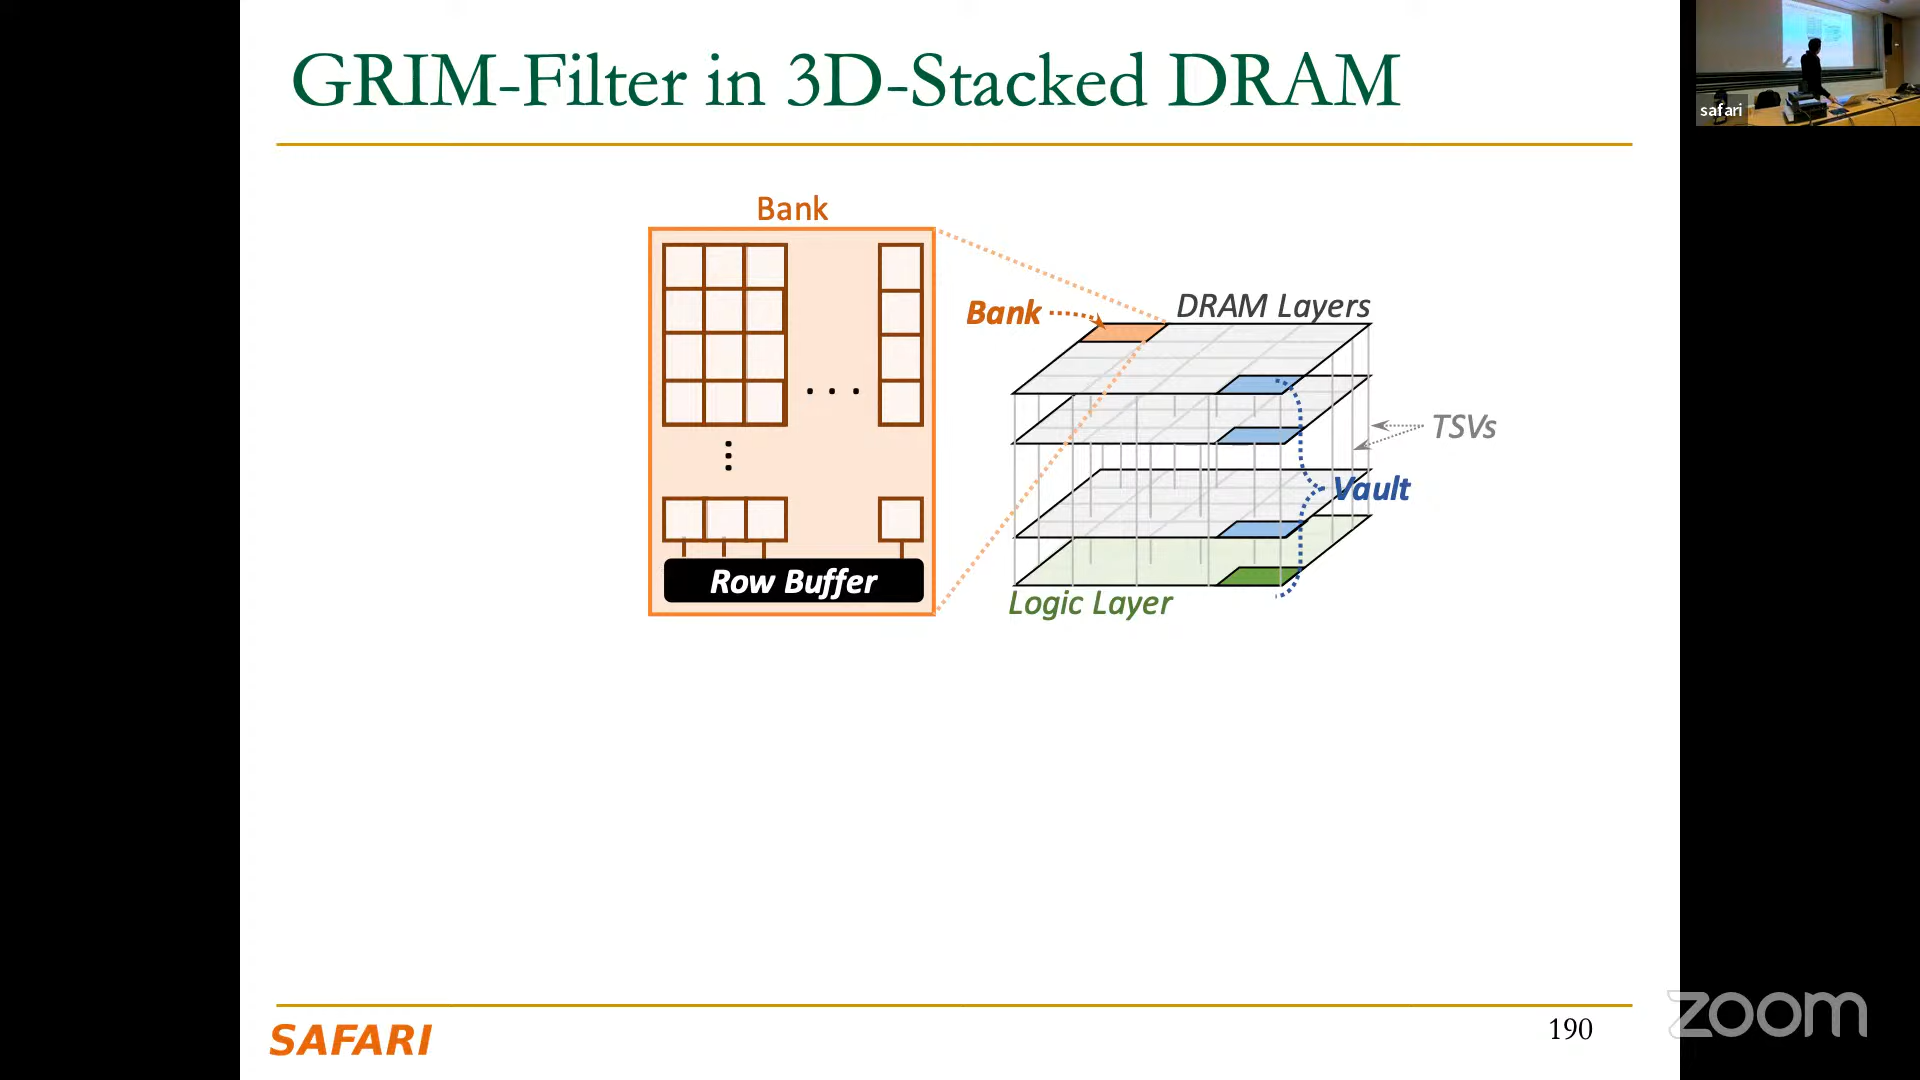 GRIM-Filter in 3D-Stacked DRAM
safari
Bank
Bank
DRAM Layers
TSVs
Vault
Row Buffer
Logic Layer
SAFARI
190
zoom